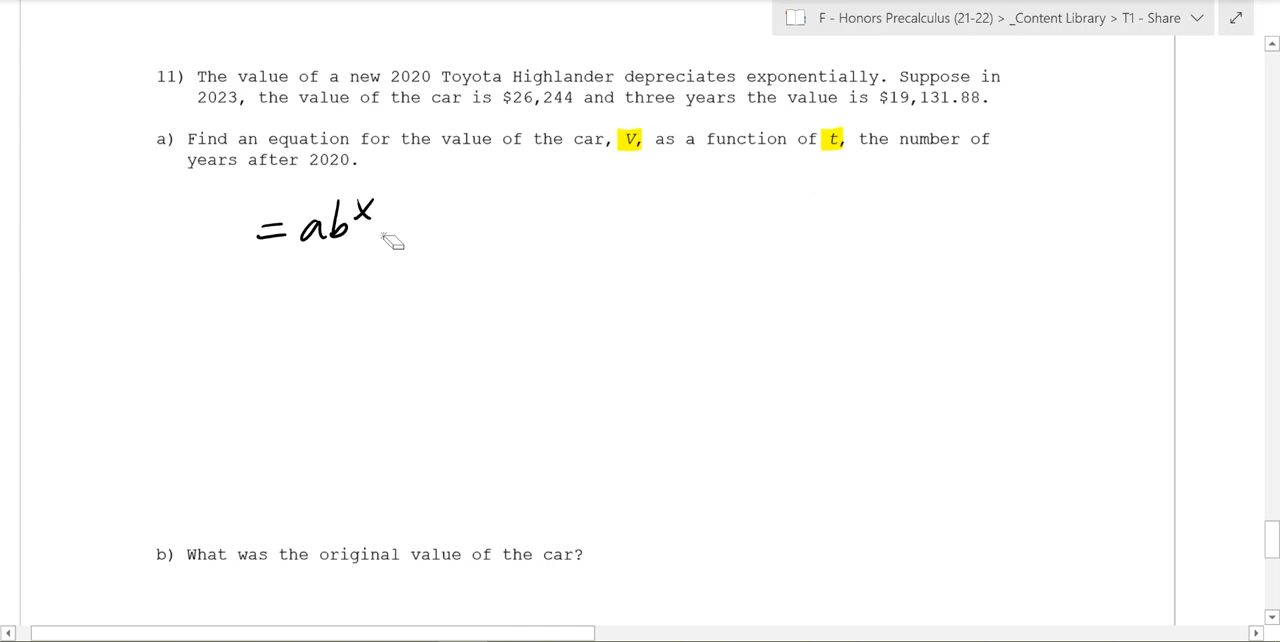 F - Honors Precalculus (21-22) > _Content Library > T1 - Share
11) The value of a new 2020 Toyota Highlander depreciates exponentially. Suppose in
2023, the value of the car is $26,244 and three years the value is $19,131.88.
a) Find an equation for the value of the car, V, as a function of t, the number of
years after 2020.
= ab^x
b) What was the original value of the car?